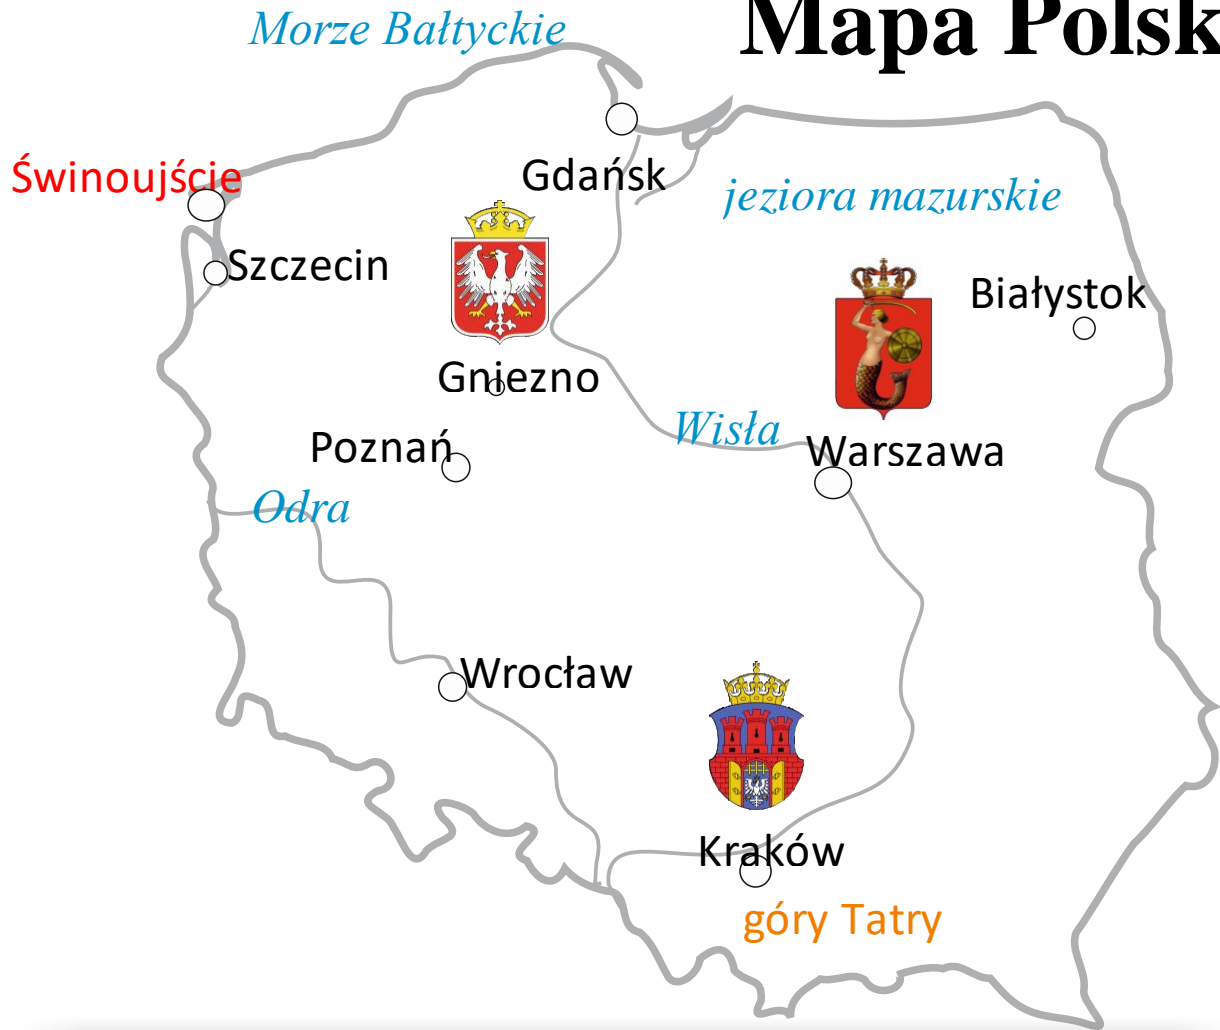 Morze Bałtyckie
Mapa Polsk
Świnoujście
Gdańsk
jeziora mazurskie
Szczecin
Białystok
Gniezno
Poznań
Wisła
Warszawa
Odra
Wrocław
Kraków
góry Tatry